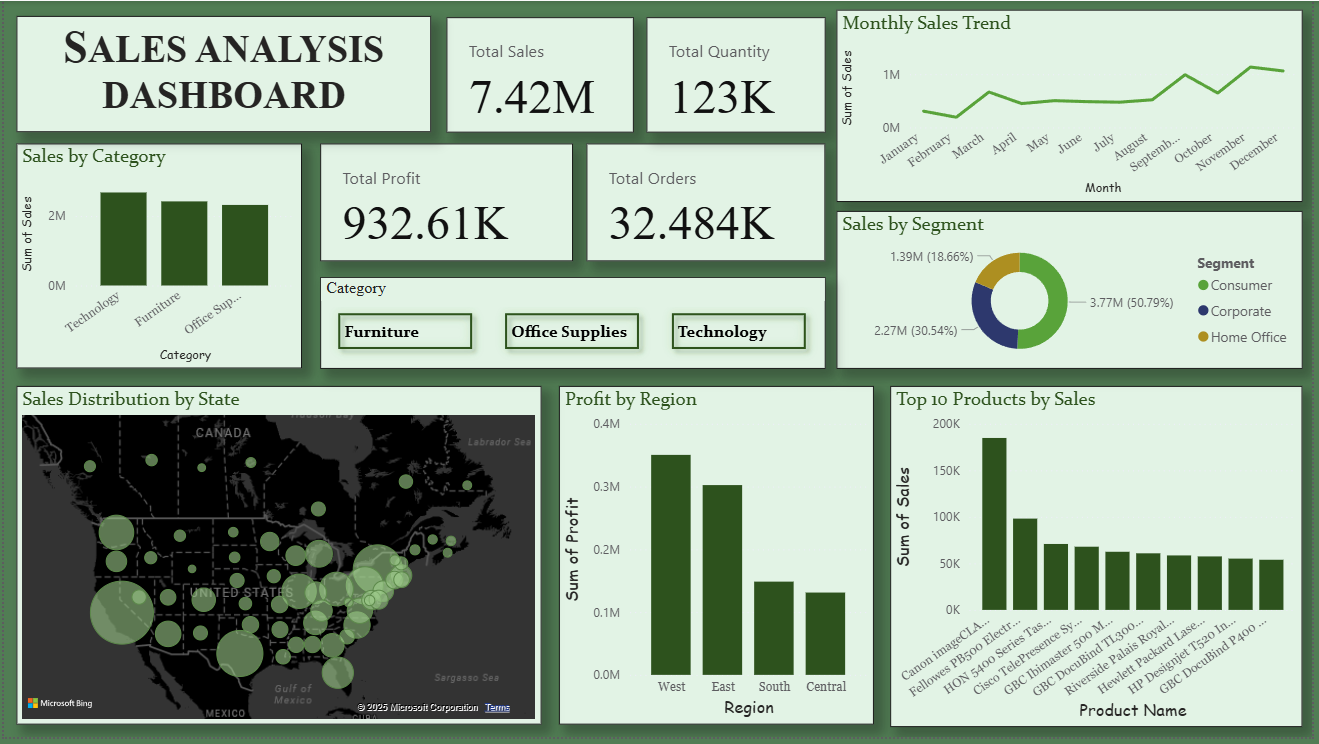 SALES ANALYSIS
DASHBOARD
Total Sales
7.42M
Total Quantity
123K
Total Profit
932.61K
Total Orders
32.484K
Monthly Sales Trend
Sum of Sales
1M
0M
January
February
March
April
May
June
July
August
Septemb...
October
November
December
Month
Sales by Category
Sum of Sales
2M
0M
Technology
Furniture
Office Sup...
Category
Category
Furniture
Office Supplies
Technology
Sales by Segment
1.39M (18.66%)
2.27M (30.54%)
3.77M (50.79%)
Segment
Consumer
Corporate
Home Office
Sales Distribution by State
Hudson Bay
CANADA
Labrador Sea
UNITED STATES
Sargasso Sea
Gulf of
Mexico
MEXICO
CUBA
Microsoft Bing
© 2025 Microsoft Corporation Terms
Profit by Region
Sum of Profit
0.4M
0.3M
0.2M
0.1M
0.0M
West
East
South
Central
Region
Top 10 Products by Sales
Sum of Sales
200K
150K
100K
50K
0K
Canon imageCLA...
Fellowes PB500 Electr...
HON 5400 Series Tas...
Cisco TelePresence Sy...
GBC Ibimaster 500 M...
GBC DocuBind TL300...
Riverside Palais Royal...
Hewlett Packard Lase...
HP Designjet T520 In...
GBC DocuBind P400 ...
Product Name